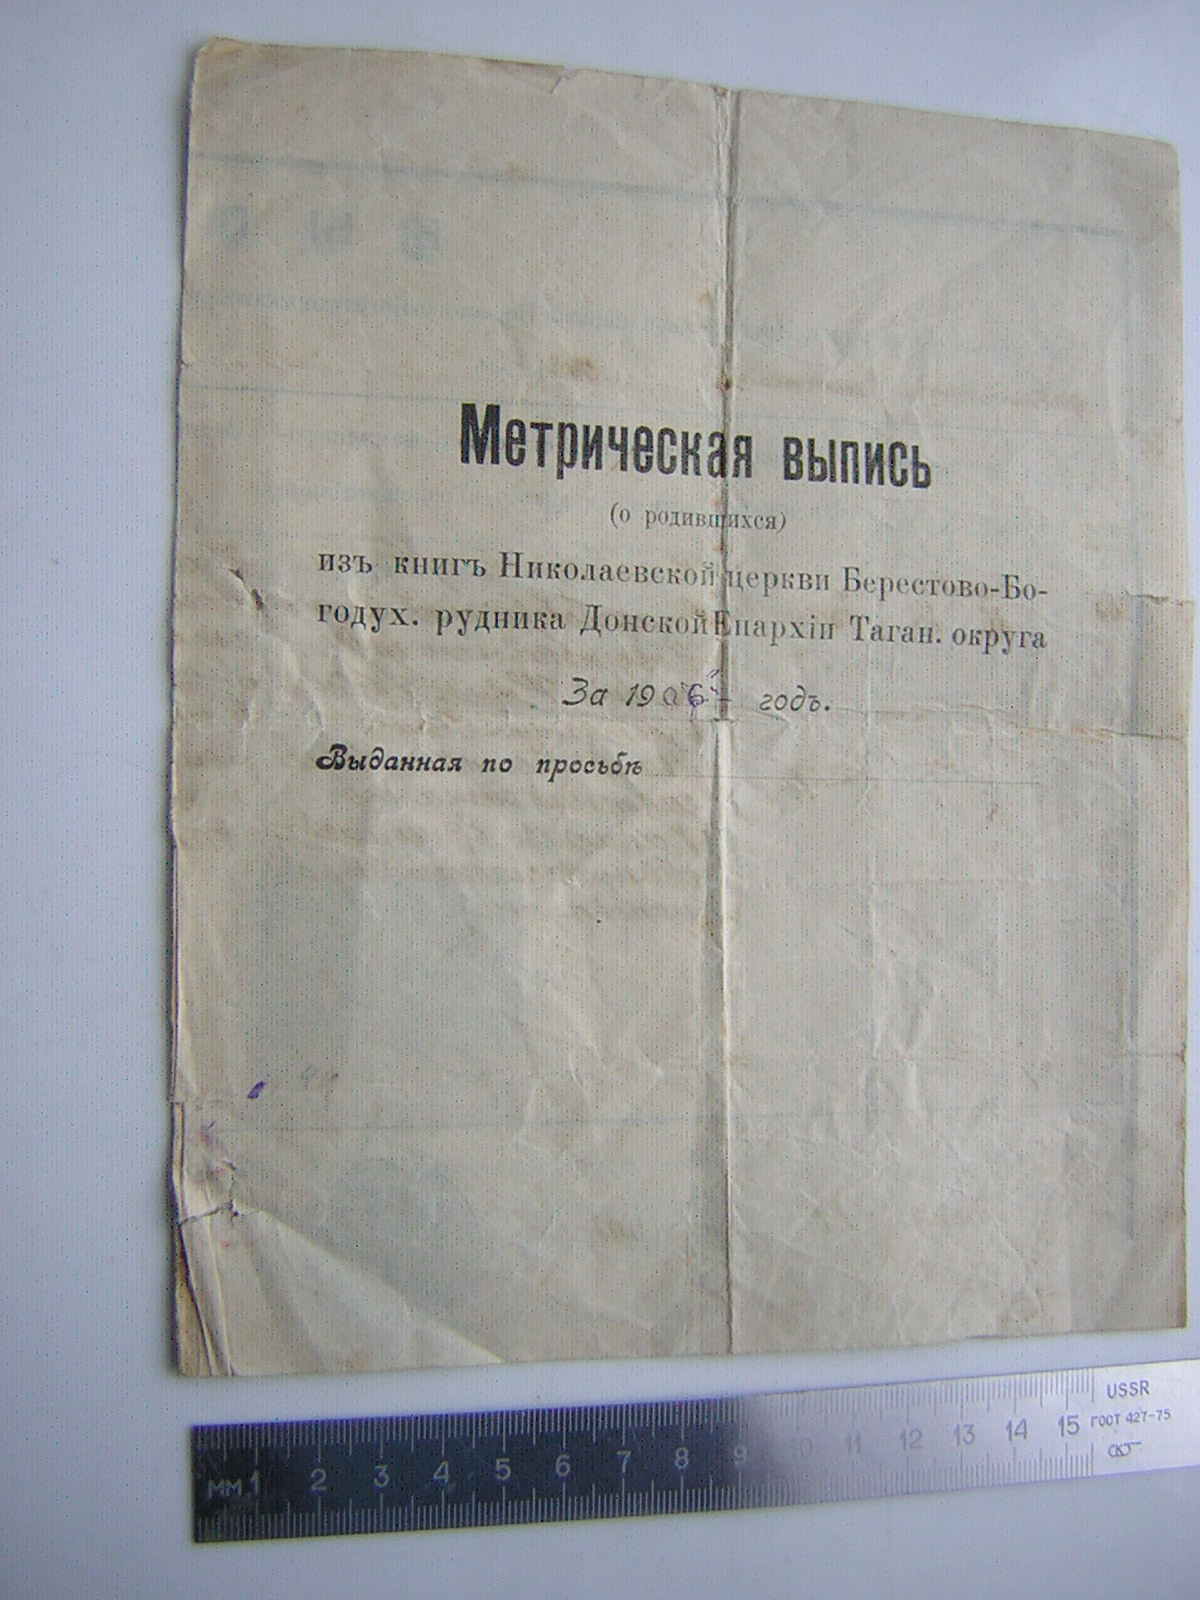 Метрическая выпись
(о родившихся)
изъ книгъ Николаевской церкви Берестово-Бо-
годух. рудника Донской Епархіи Таган. округа
За 1906 годъ.
Выданная по просьбѣ
мм 1 2 3 4 5 6 7 8 9 10 11 12 13 14 15
USSR
ГОСТ 427-75